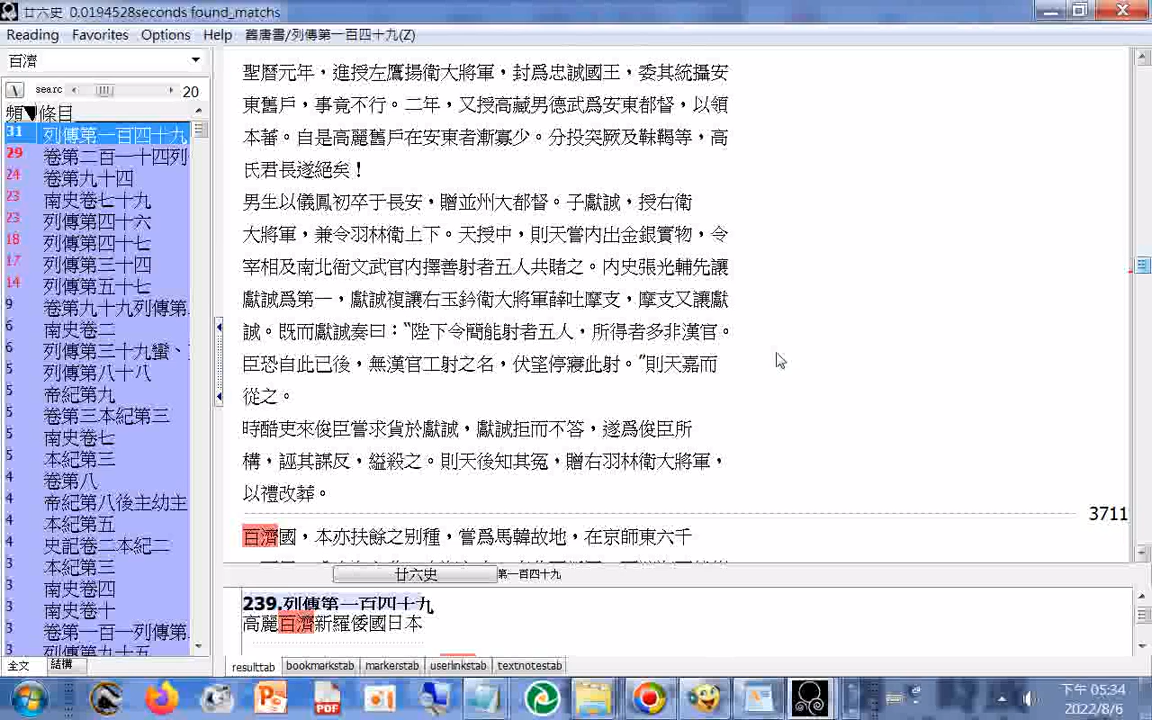 廿六史 0.0194528seconds found_matchs
Reading Favorites Options Help 舊唐書/列傳第一百四十九(Z)
百濟
searc 20
頻 條目
31 列傳第一百四十九
29 卷第二百一十四列
24 卷第九十四
23 南史卷七十九
23 列傳第四十六
18 列傳第四十七
17 列傳第三十四
14 列傳第五十七
9 卷第九十九列傳第
6 南史卷二
6 列傳第三十九蠻、
5 列傳第八十八
5 帝紀第九
5 卷第三本紀第三
5 南史卷七
5 本紀第三
4 卷第八
4 帝紀第八後主幼主
4 本紀第五
4 史記卷二本紀二
3 本紀第三
3 南史卷四
3 南史卷十
3 卷第一百一列傳第
3 列傳第九十五
全文 結構
聖曆元年，進授左鷹揚衛大將軍，封爲忠誠國王，委其統攝安
東舊戶，事竟不行。二年，又授高藏男德武爲安東都督，以領
本蕃。自是高麗舊戶在安東者漸寡少。分投突厥及靺鞨等，高
氏君長遂絕矣！
男生以儀鳳初卒于長安，贈並州大都督。子獻誠，授右衛
大將軍，兼令羽林衛上下。天授中，則天嘗內出金銀寶物，令
宰相及南北衙文武官內擇善射者五人共賭之。內史張光輔先讓
獻誠爲第一，獻誠複讓右玉鈐衛大將軍薛吐摩支，摩支又讓獻
誠。既而獻誠奏曰：“陛下令簡能射者五人，所得者多非漢官。
臣恐自此已後，無漢官工射之名，伏望停寢此射。”則天嘉而
從之。
時酷吏來俊臣嘗求貨於獻誠，獻誠拒而不答，遂爲俊臣所
構，誣其謀反，縊殺之。則天後知其冤，贈右羽林衛大將軍，
以禮改葬。
3711
百濟國，本亦扶餘之別種，嘗爲馬韓故地，在京師東六千
廿六史 第一百四十九
239.列傳第一百四十九
高麗百濟新羅倭國日本
resulttab bookmarkstab markerstab userlinkstab textnotestab
下午 05:34
2022/8/6